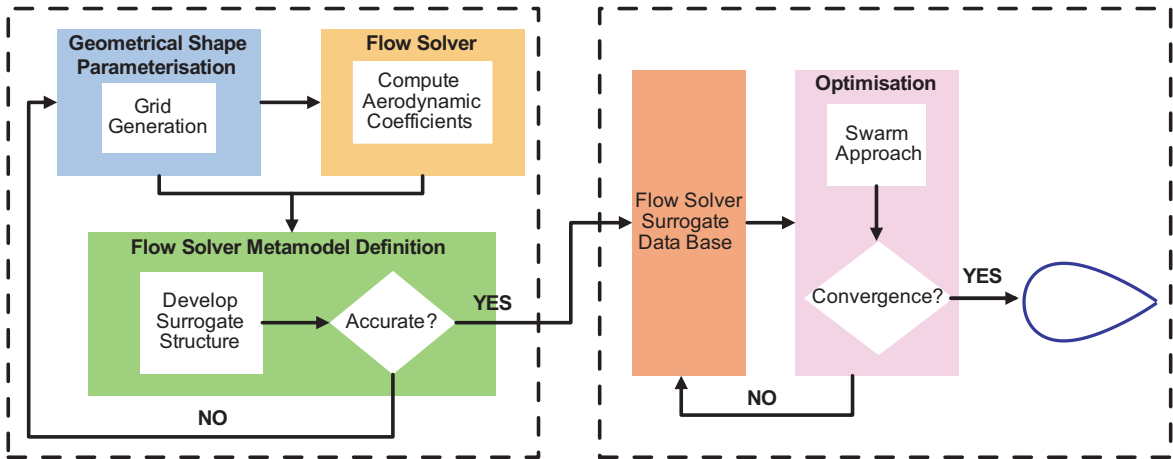 Geometrical Shape
Parameterisation
Grid
Generation
Flow Solver
Compute
Aerodynamic
Coefficients
Flow Solver Metamodel Definition
Develop
Surrogate
Structure
Accurate?
YES
NO
Flow Solver
Surrogate
Data Base
Optimisation
Swarm
Approach
Convergence?
YES
NO